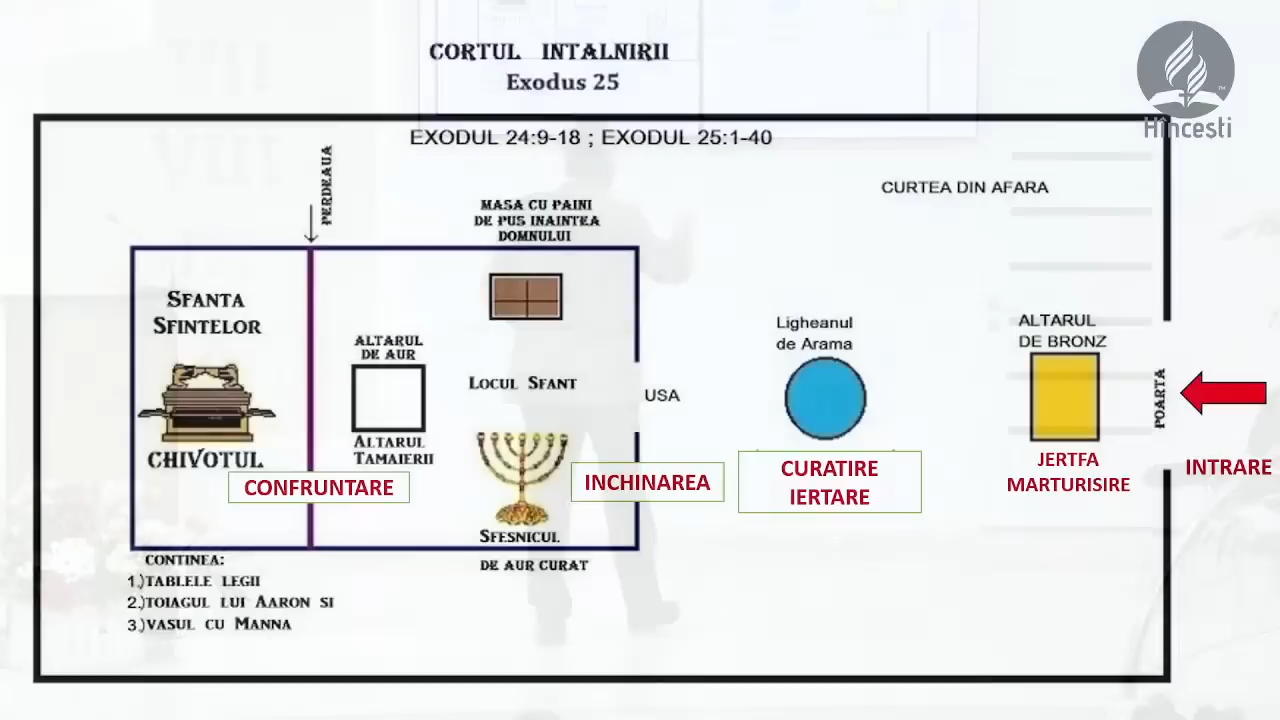 CORTUL INTALNIRII
Exodus 25
Hîncești
EXODUL 24:9-18 ; EXODUL 25:1-40
PERDEAUA
CURTEA DIN AFARA
MASA CU PAINI
DE PUS INAINTEA
DOMNULUI
SFANTA
SFINTELOR
ALTARUL
DE AUR
LOCUL SFANT
Ligheanul
de Arama
ALTARUL
DE BRONZ
USA
POARTA
ALTARUL
TAMAIERII
CHIVOTUL
CONFRUNTARE
INCHINAREA
CURATIRE
IERTARE
JERTFA
MARTURISIRE
INTRARE
SFESNICUL
DE AUR CURAT
CONTINEA:
1.)TABLELE LEGII
2.)TOIAGUL LUI AARON SI
3.)VASUL CU MANNA